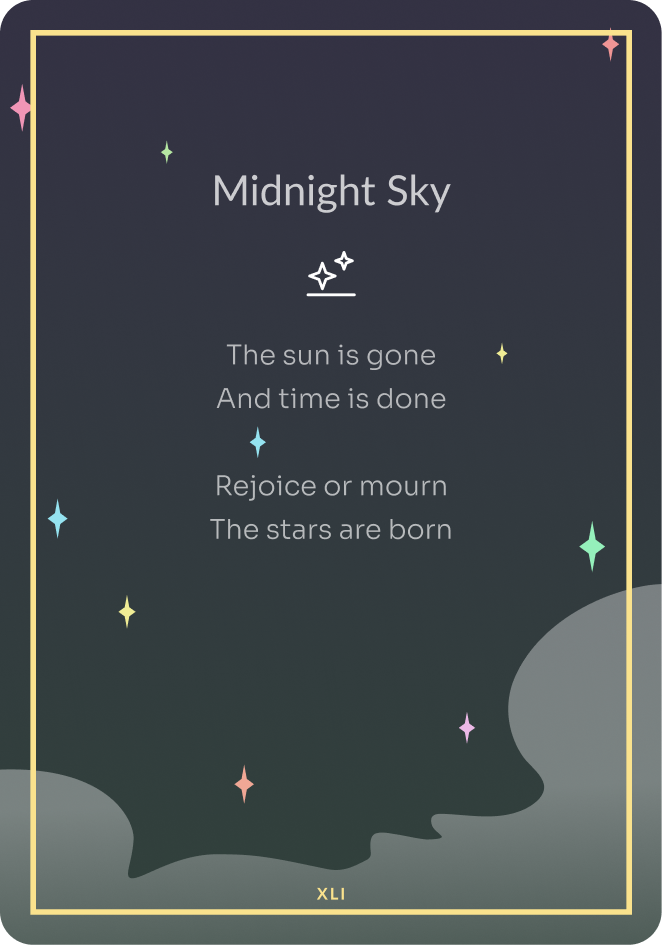 Midnight Sky
The sun is gone
And time is done
Rejoice or mourn
The stars are born
XLI